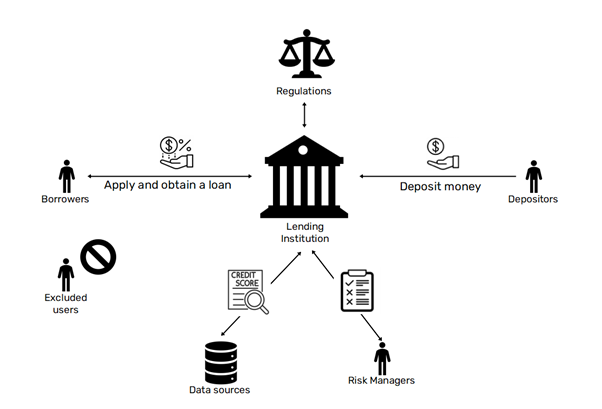 Regulations
$ %
$
Apply and obtain a loan
Deposit money
Borrowers
Depositors
Lending
Institution
CREDIT
SCORE
Excluded
users
Data sources
Risk Managers